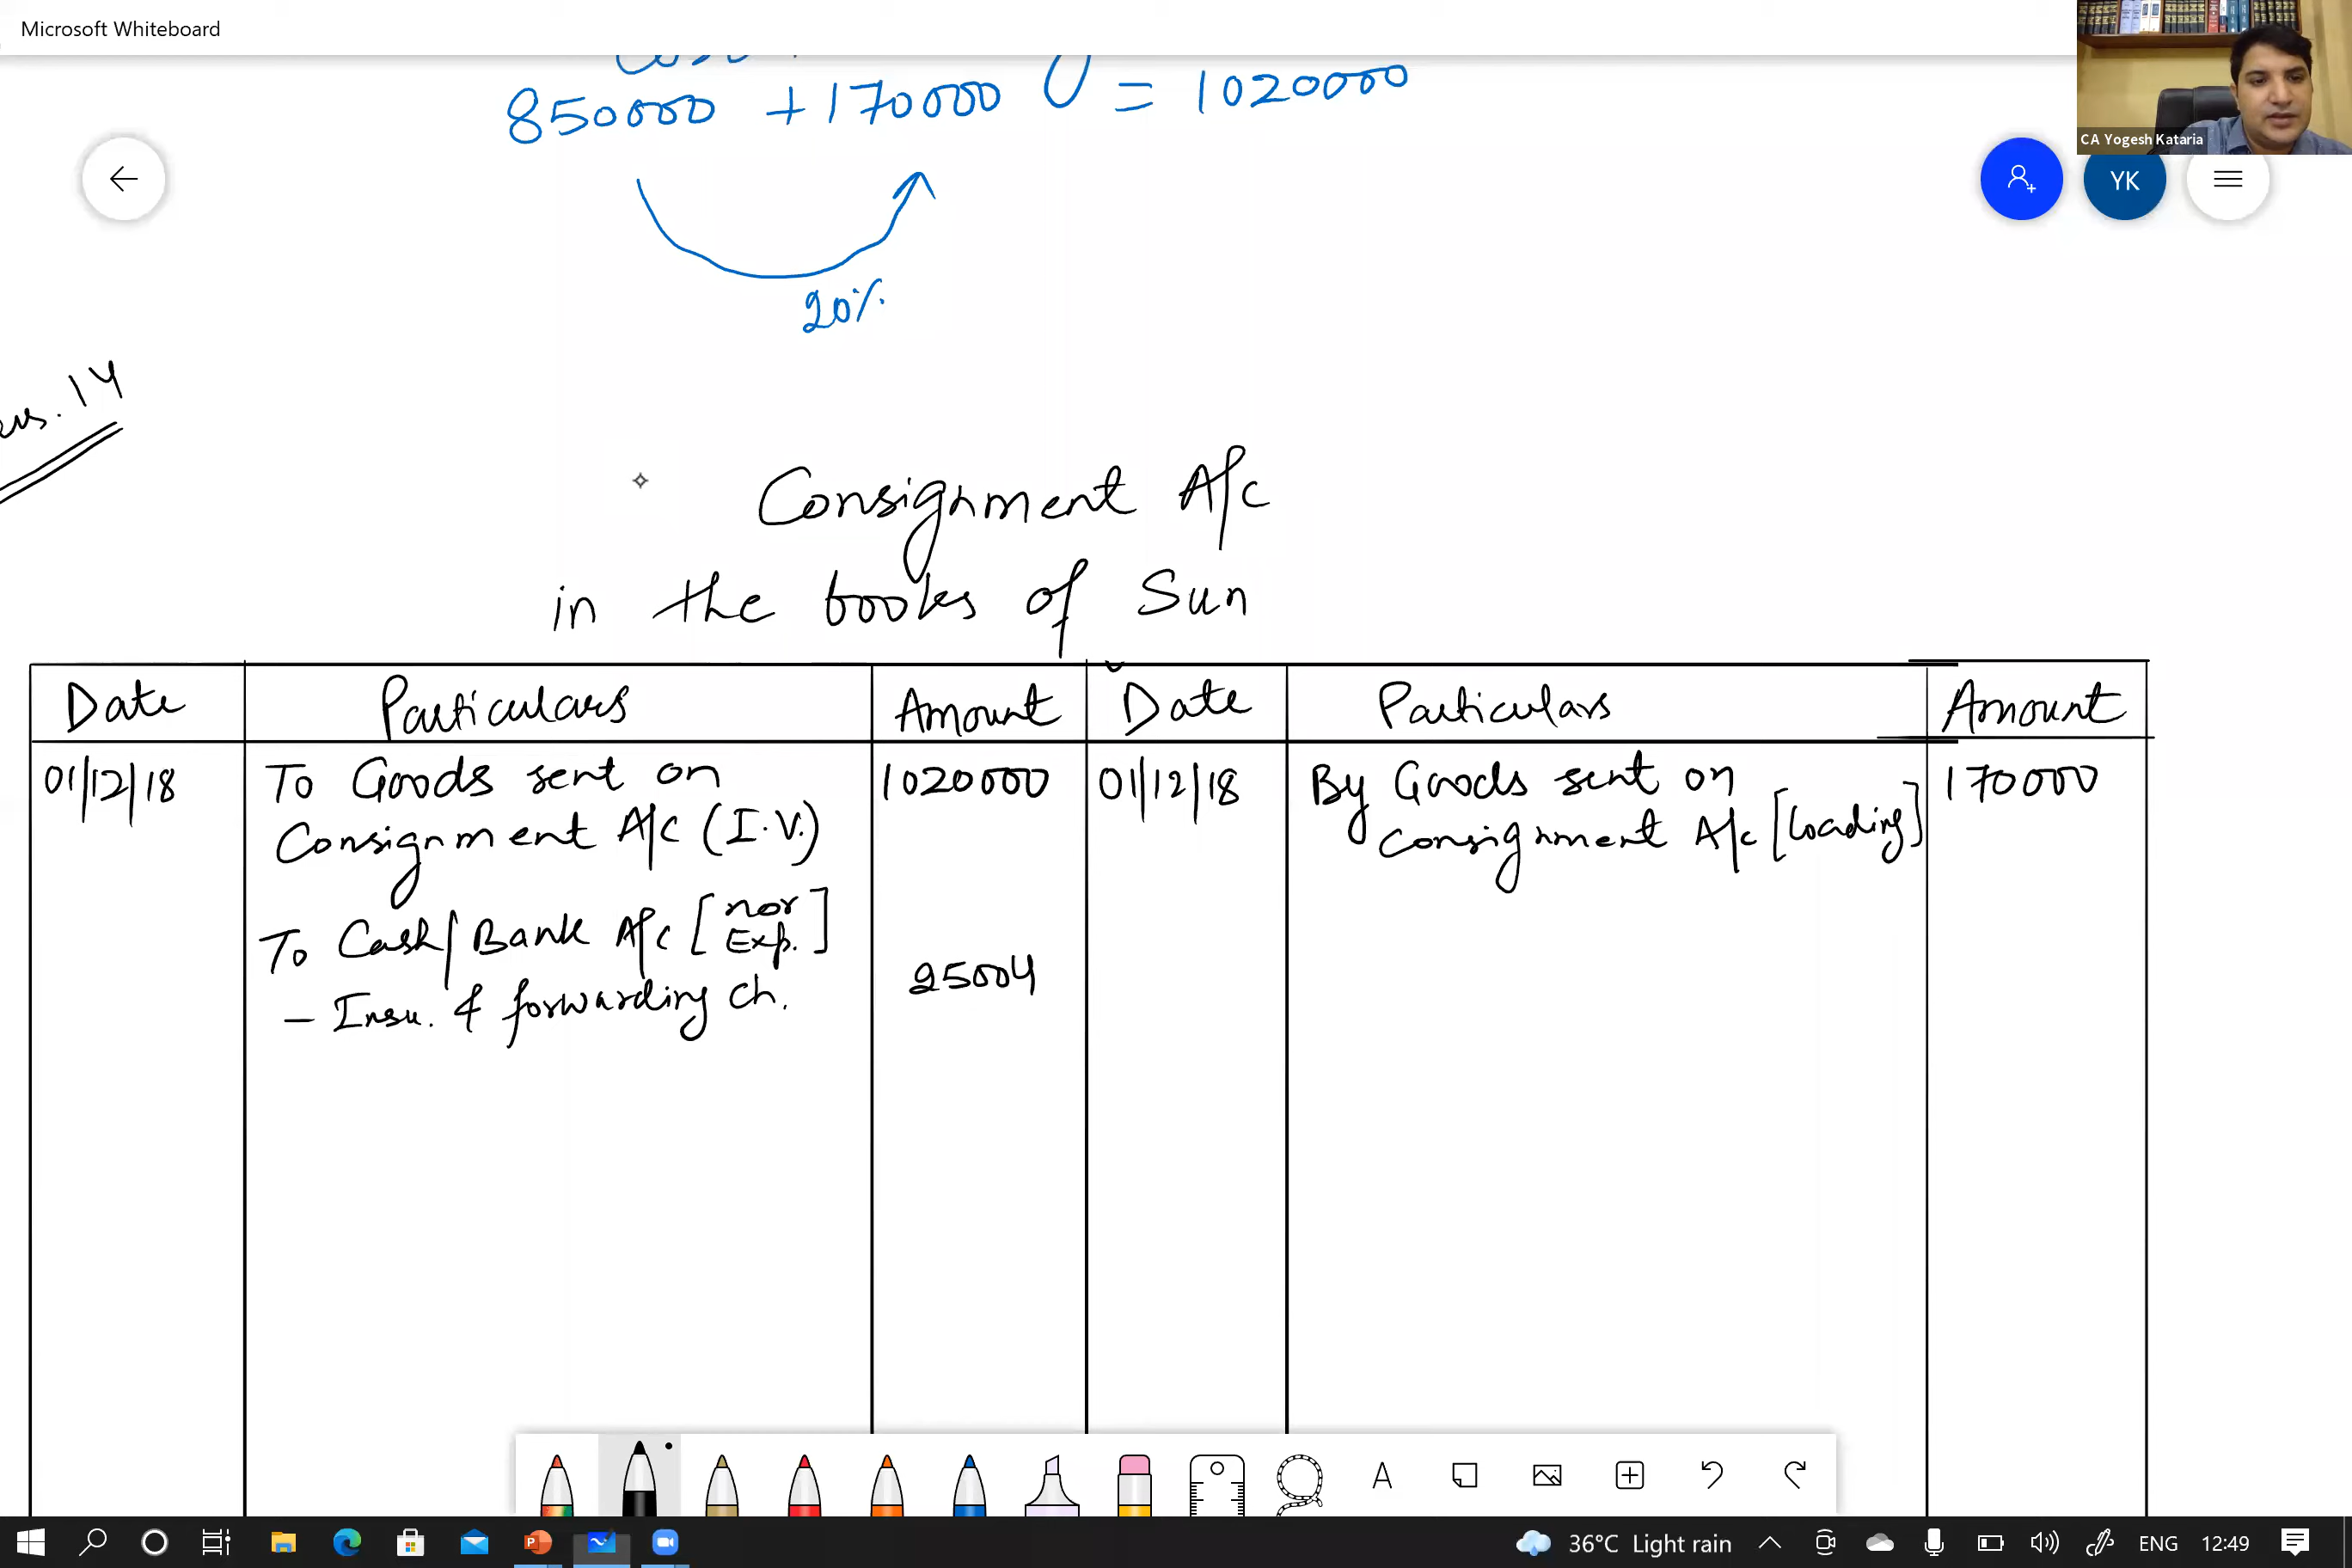 Microsoft Whiteboard
850000 + 170000 = 1020000
20%
CA Yogesh Kataria
YK
14
Consignment A/c
in the books of Sun
Date Particulars Amount Date Particulars Amount
01/12/18 To Goods sent on 1020000 01/12/18 By Goods sent on 170000
Consignment A/c (I.V.) Consignment A/c [Loading]
To Cash/Bank A/c [nor Exp.]
- Insu. & forwarding ch. 25004
A
36°C Light rain ENG 12:49